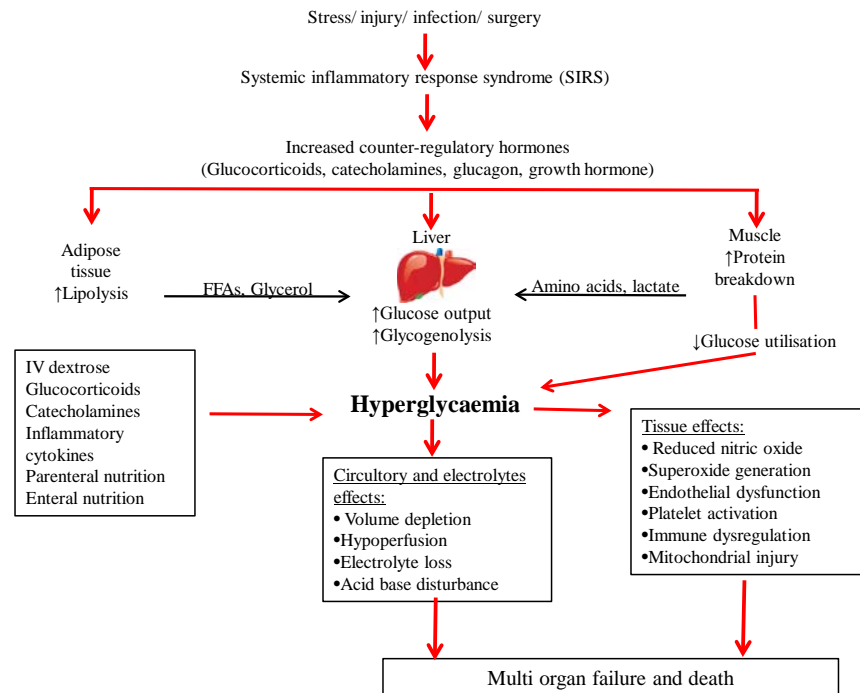 Stress/ injury/ infection/ surgery
Systemic inflammatory response syndrome (SIRS)
Increased counter-regulatory hormones
(Glucocorticoids, catecholamines, glucagon, growth hormone)
Adipose
tissue
↑Lipolysis
FFAs, Glycerol
Liver
↑Glucose output
↑Glycogenolysis
Amino acids, lactate
Muscle
↑Protein
breakdown
↓Glucose utilisation
IV dextrose
Glucocorticoids
Catecholamines
Inflammatory
cytokines
Parenteral nutrition
Enteral nutrition
Hyperglycaemia
Circultory and electrolytes
effects:
• Volume depletion
•Hypoperfusion
•Electrolyte loss
•Acid base disturbance
Tissue effects:
• Reduced nitric oxide
•Superoxide generation
•Endothelial dysfunction
•Platelet activation
•Immune dysregulation
•Mitochondrial injury
Multi organ failure and death